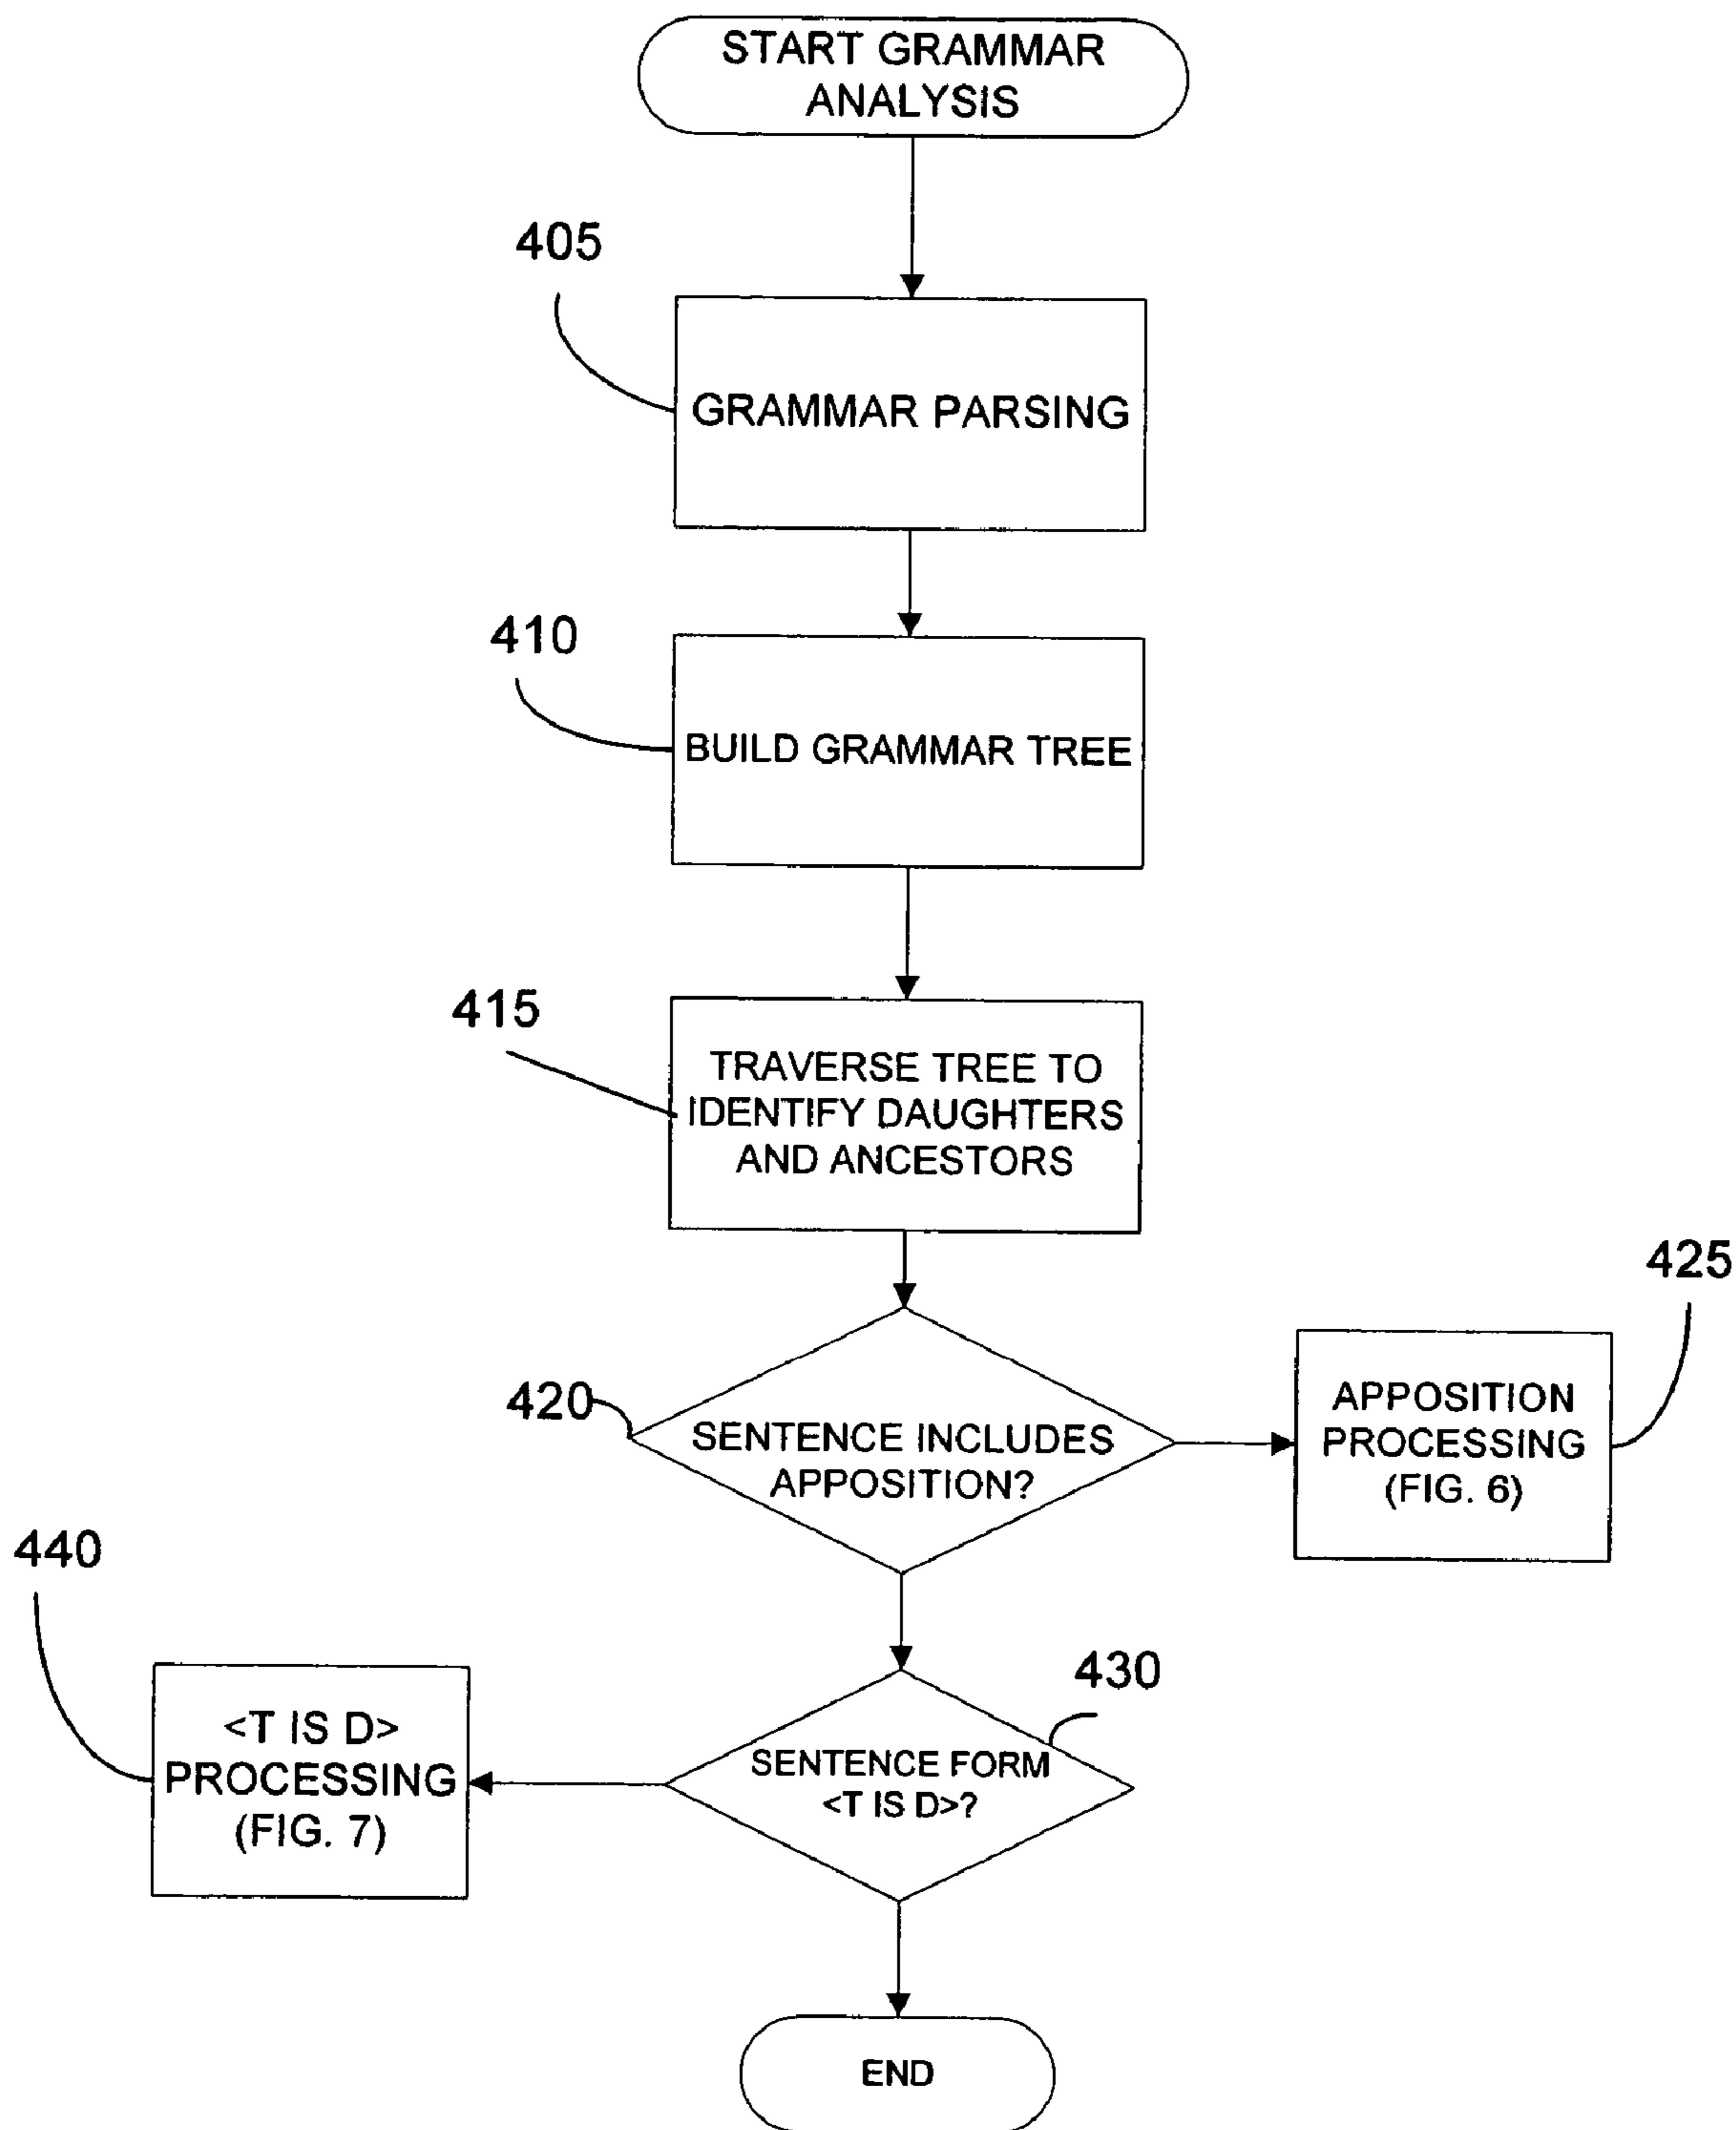 START GRAMMAR
ANALYSIS
405
GRAMMAR PARSING
410
BUILD GRAMMAR TREE
415
TRAVERSE TREE TO
IDENTIFY DAUGHTERS
AND ANCESTORS
420
SENTENCE INCLUDES
APPOSITION?
425
APPOSITION
PROCESSING
(FIG. 6)
430
SENTENCE FORM
<T IS D>?
440
<T IS D>
PROCESSING
(FIG. 7)
END